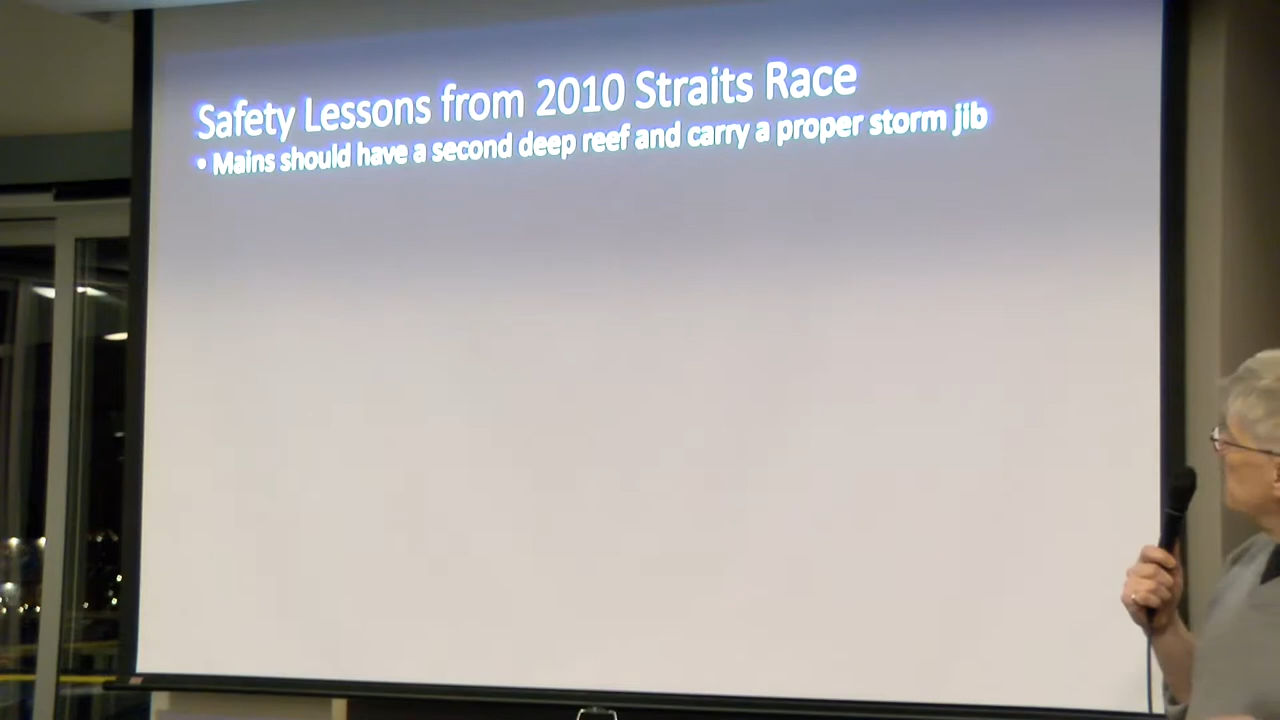 Safety Lessons from 2010 Straits Race
• Mains should have a second deep reef and carry a proper storm jib